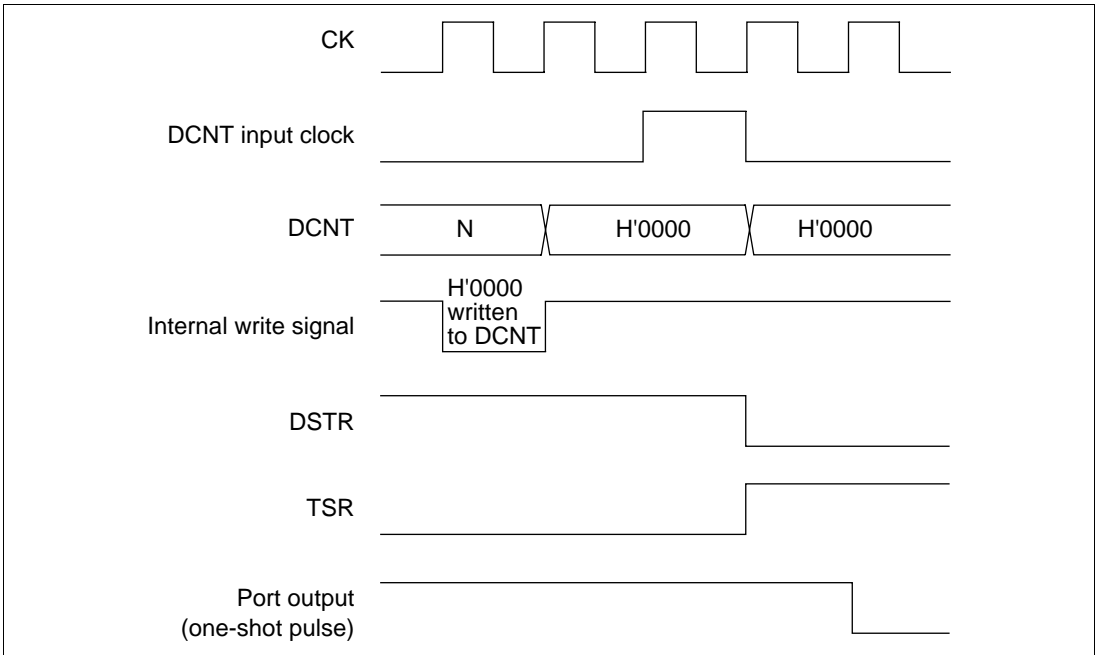 CK
DCNT input clock
DCNT
N
H'0000
H'0000
Internal write signal
H'0000
written
to DCNT
DSTR
TSR
Port output
(one-shot pulse)